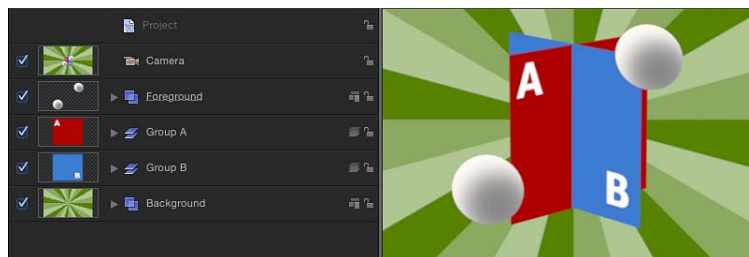 Project
Camera
Foreground
Group A
Group B
Background
A
B
A
B